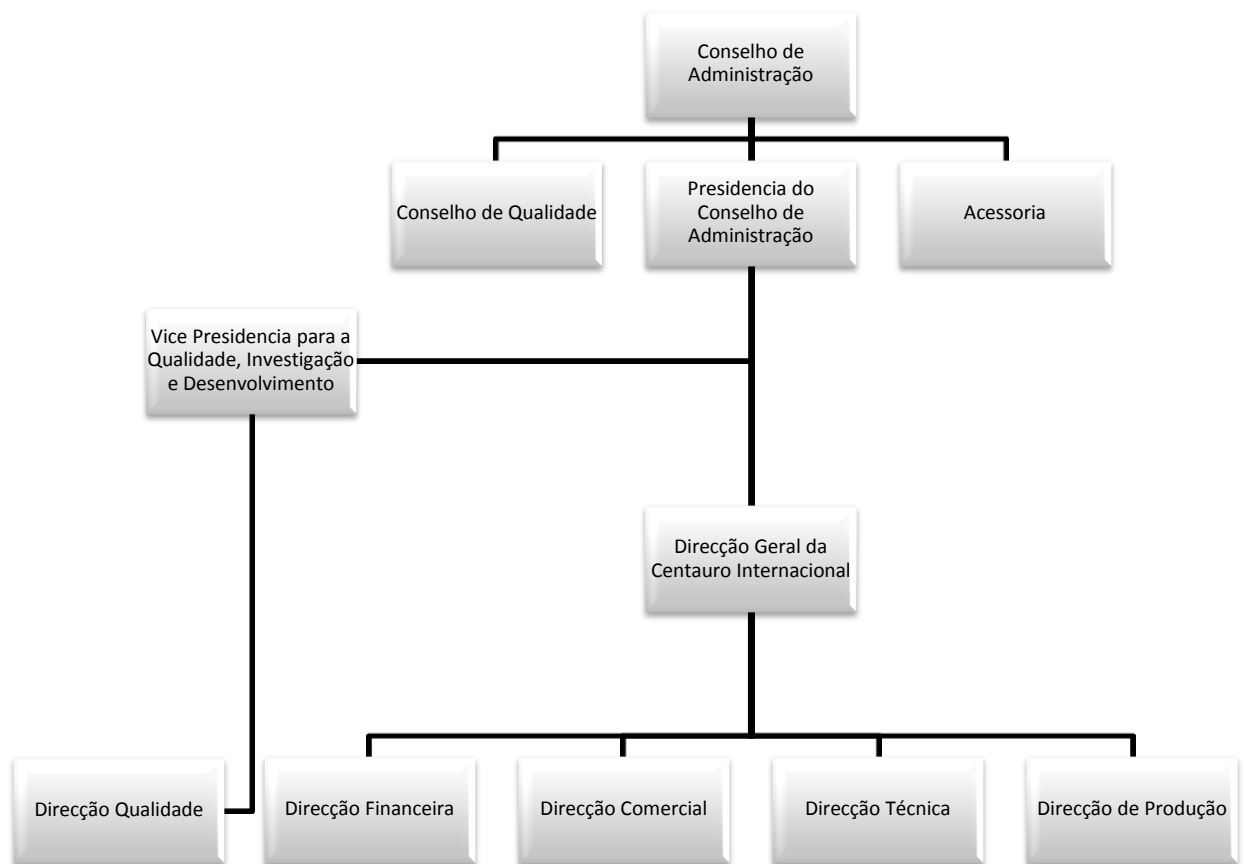 Conselho de
Administração
Conselho de Qualidade
Presidencia do
Conselho de
Administração
Acessoria
Vice Presidencia para a
Qualidade, Investigação
e Desenvolvimento
Direcção Geral da
Centauro Internacional
Direcção Qualidade
Direcção Financeira
Direcção Comercial
Direcção Técnica
Direcção de Produção